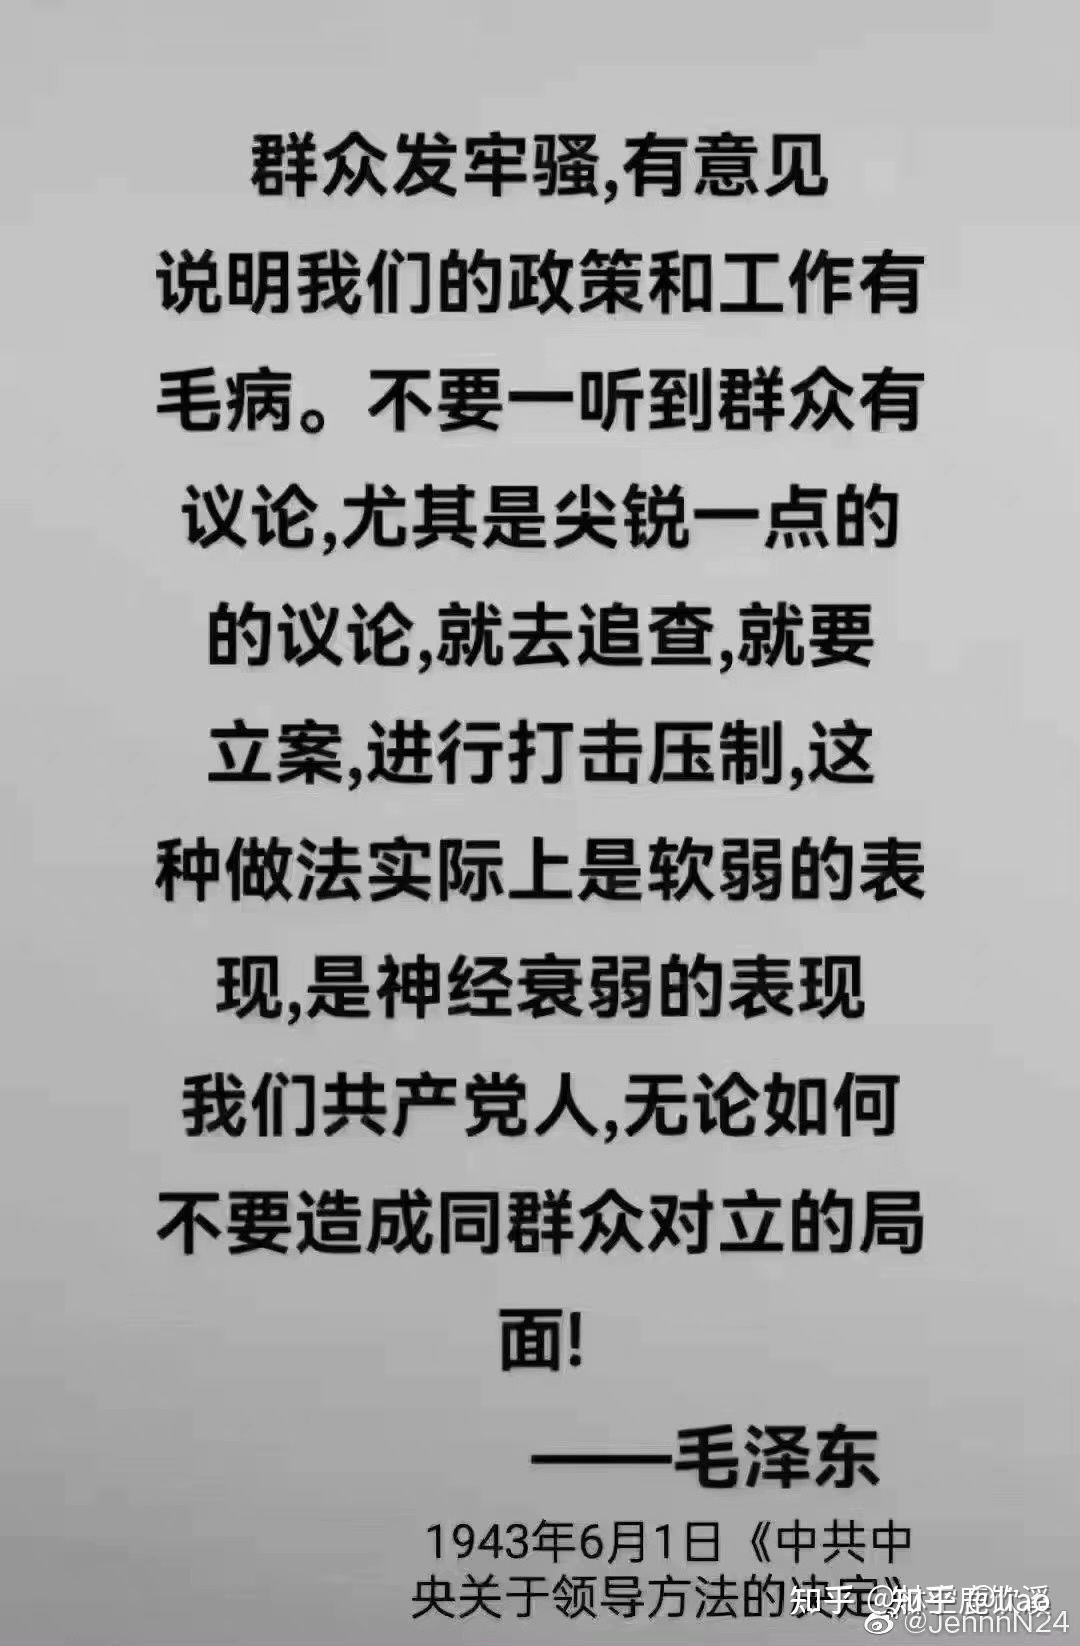 群众发牢骚,有意见
说明我们的政策和工作有
毛病。不要一听到群众有
议论,尤其是尖锐一点的
的议论,就去追查,就要
立案,进行打击压制,这
种做法实际上是软弱的表
现,是神经衰弱的表现
我们共产党人,无论如何
不要造成同群众对立的局
面!
——毛泽东
1943年6月1日《中共中
央关于领导方法的决定》
知乎
知乎
@JennnN24